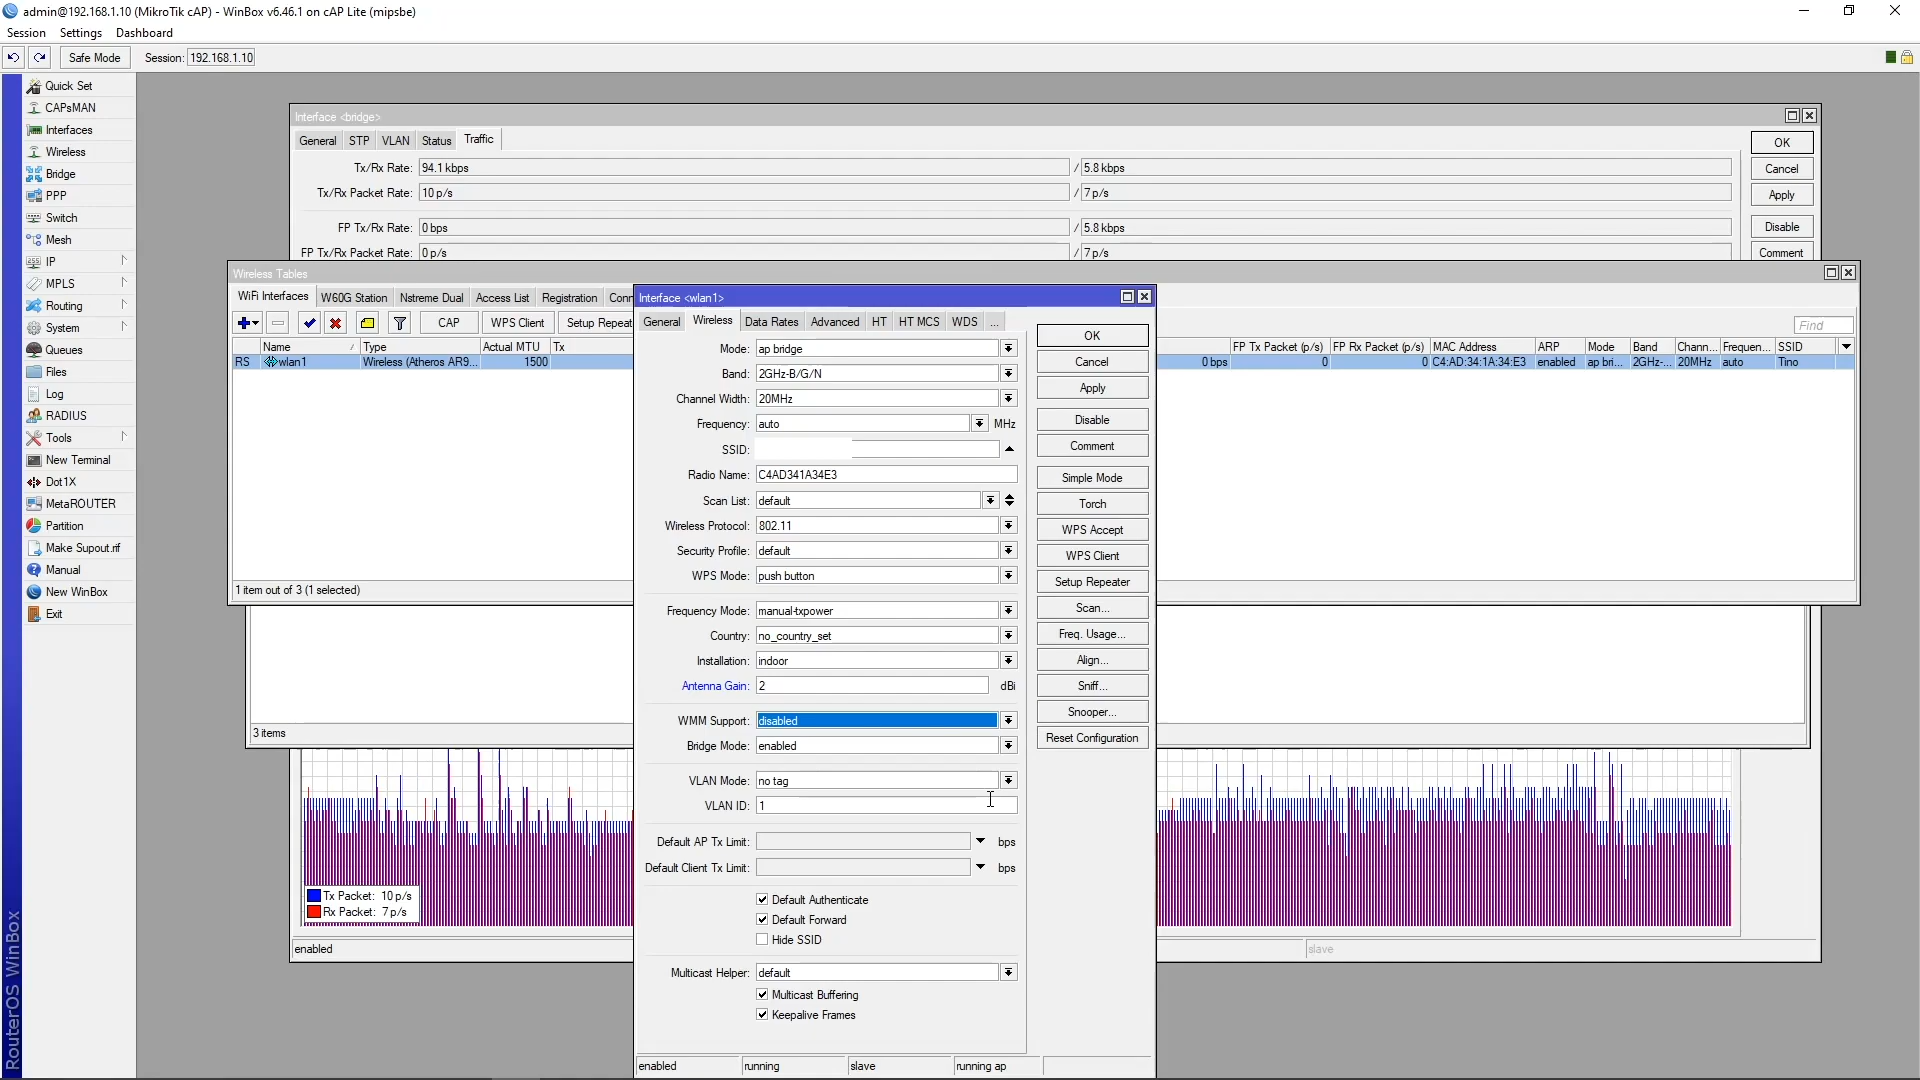 admin@192.168.1.10 (MikroTik cAP) - WinBox v6.46.1 on cAP Lite (mipsbe)
Session Settings Dashboard
Safe Mode Session: 192.168.1.10
Quick Set
CAPsMAN
Interfaces
Wireless
Bridge
PPP
Switch
Mesh
IP
MPLS
Routing
System
Queues
Files
Log
RADIUS
Tools
New Terminal
Dot1X
MetaROUTER
Partition
Make Supout.rif
Manual
New WinBox
Exit
RouterOS WinBox
Interface <bridge>
General STP VLAN Status Traffic
Tx/Rx Rate: 94.1 kbps / 5.8 kbps
Tx/Rx Packet Rate: 10 p/s / 7 p/s
FP Tx/Rx Rate: 0 bps / 5.8 kbps
FP Tx/Rx Packet Rate: 0 p/s / 7 p/s
OK
Cancel
Apply
Disable
Comment
Wireless Tables
WiFi Interfaces W60G Station Nstreme Dual Access List Registration Conn
CAP WPS Client Setup Repeat Find
Name / Type Actual MTU Tx FP Tx Packet (p/s) FP Rx Packet (p/s) MAC Address ARP Mode Band Chann... Frequen... SSID
RS wlan1 Wireless (Atheros AR9... 1500 0 bps 0 0 C4:AD:34:1A:34:E3 enabled ap bri... 2GHz-... 20MHz auto Tino
1 item out of 3 (1 selected)
3 items
Tx Packet: 10 p/s
Rx Packet: 7 p/s
enabled slave
Interface <wlan1>
General Wireless Data Rates Advanced HT HT MCS WDS ...
Mode: ap bridge
Band: 2GHz-B/G/N
Channel Width: 20MHz
Frequency: auto MHz
SSID:
Radio Name: C4AD341A34E3
Scan List: default
Wireless Protocol: 802.11
Security Profile: default
WPS Mode: push button
Frequency Mode: manual-txpower
Country: no_country_set
Installation: indoor
Antenna Gain: 2 dBi
WMM Support: disabled
Bridge Mode: enabled
VLAN Mode: no tag
VLAN ID: 1
Default AP Tx Limit: bps
Default Client Tx Limit: bps
Default Authenticate
Default Forward
Hide SSID
Multicast Helper: default
Multicast Buffering
Keepalive Frames
OK
Cancel
Apply
Disable
Comment
Simple Mode
Torch
WPS Accept
WPS Client
Setup Repeater
Scan...
Freq. Usage...
Align...
Sniff...
Snooper...
Reset Configuration
enabled running slave running ap